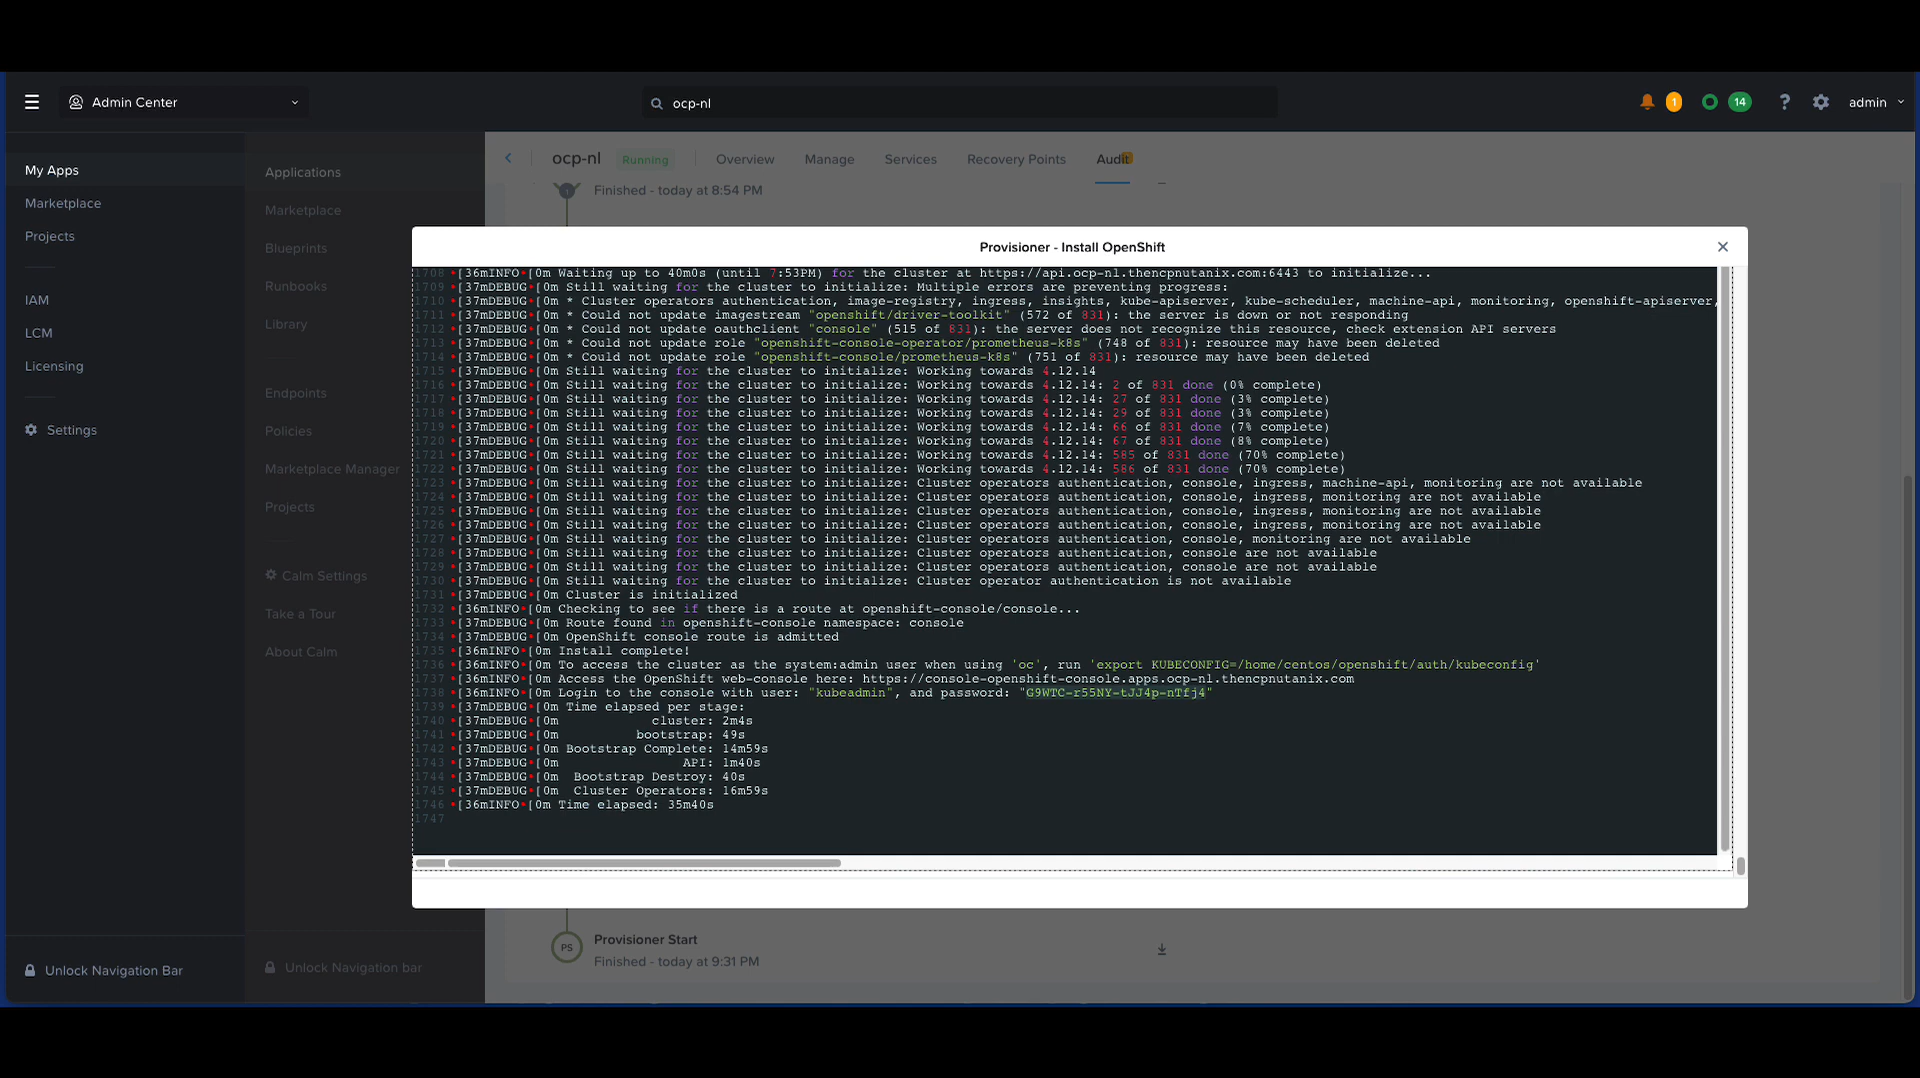 Admin Center
ocp-nl
1
14
?
admin
My Apps
Marketplace
Projects
IAM
LCM
Licensing
Settings
Unlock Navigation Bar
Applications
Marketplace
Blueprints
Runbooks
Library
Endpoints
Policies
Marketplace Manager
Projects
Calm Settings
Take a Tour
About Calm
Unlock Navigation bar
ocp-nl Running Overview Manage Services Recovery Points Audit
Finished - today at 8:54 PM
Provisioner - Install OpenShift
1708 [36mINFO [0m Waiting up to 40m0s (until 7:53PM) for the cluster at https://api.ocp-nl.thencpnutanix.com:6443 to initialize...
1709 [37mDEBUG [0m Still waiting for the cluster to initialize: Multiple errors are preventing progress:
1710 [37mDEBUG [0m * Cluster operators authentication, image-registry, ingress, insights, kube-apiserver, kube-scheduler, machine-api, monitoring, openshift-apiserver,
1711 [37mDEBUG [0m * Could not update imagestream "openshift/driver-toolkit" (572 of 831): the server is down or not responding
1712 [37mDEBUG [0m * Could not update oauthclient "console" (515 of 831): the server does not recognize this resource, check extension API servers
1713 [37mDEBUG [0m * Could not update role "openshift-console-operator/prometheus-k8s" (748 of 831): resource may have been deleted
1714 [37mDEBUG [0m * Could not update role "openshift-console/prometheus-k8s" (751 of 831): resource may have been deleted
1715 [37mDEBUG [0m Still waiting for the cluster to initialize: Working towards 4.12.14
1716 [37mDEBUG [0m Still waiting for the cluster to initialize: Working towards 4.12.14: 2 of 831 done (0% complete)
1717 [37mDEBUG [0m Still waiting for the cluster to initialize: Working towards 4.12.14: 27 of 831 done (3% complete)
1718 [37mDEBUG [0m Still waiting for the cluster to initialize: Working towards 4.12.14: 29 of 831 done (3% complete)
1719 [37mDEBUG [0m Still waiting for the cluster to initialize: Working towards 4.12.14: 66 of 831 done (7% complete)
1720 [37mDEBUG [0m Still waiting for the cluster to initialize: Working towards 4.12.14: 67 of 831 done (8% complete)
1721 [37mDEBUG [0m Still waiting for the cluster to initialize: Working towards 4.12.14: 585 of 831 done (70% complete)
1722 [37mDEBUG [0m Still waiting for the cluster to initialize: Working towards 4.12.14: 586 of 831 done (70% complete)
1723 [37mDEBUG [0m Still waiting for the cluster to initialize: Cluster operators authentication, console, ingress, machine-api, monitoring are not available
1724 [37mDEBUG [0m Still waiting for the cluster to initialize: Cluster operators authentication, console, ingress, monitoring are not available
1725 [37mDEBUG [0m Still waiting for the cluster to initialize: Cluster operators authentication, console, ingress, monitoring are not available
1726 [37mDEBUG [0m Still waiting for the cluster to initialize: Cluster operators authentication, console, ingress, monitoring are not available
1727 [37mDEBUG [0m Still waiting for the cluster to initialize: Cluster operators authentication, console, monitoring are not available
1728 [37mDEBUG [0m Still waiting for the cluster to initialize: Cluster operators authentication, console are not available
1729 [37mDEBUG [0m Still waiting for the cluster to initialize: Cluster operators authentication, console are not available
1730 [37mDEBUG [0m Still waiting for the cluster to initialize: Cluster operator authentication is not available
1731 [37mDEBUG [0m Cluster is initialized
1732 [36mINFO [0m Checking to see if there is a route at openshift-console/console...
1733 [37mDEBUG [0m Route found in openshift-console namespace: console
1734 [37mDEBUG [0m OpenShift console route is admitted
1735 [36mINFO [0m Install complete!
1736 [36mINFO [0m To access the cluster as the system:admin user when using 'oc', run 'export KUBECONFIG=/home/centos/openshift/auth/kubeconfig'
1737 [36mINFO [0m Access the OpenShift web-console here: https://console-openshift-console.apps.ocp-nl.thencpnutanix.com
1738 [36mINFO [0m Login to the console with user: "kubeadmin", and password: "G9WTC-r55NY-tJJ4p-nTfj4"
1739 [37mDEBUG [0m Time elapsed per stage:
1740 [37mDEBUG [0m cluster: 2m4s
1741 [37mDEBUG [0m bootstrap: 49s
1742 [37mDEBUG [0m Bootstrap Complete: 14m59s
1743 [37mDEBUG [0m API: 1m40s
1744 [37mDEBUG [0m Bootstrap Destroy: 40s
1745 [37mDEBUG [0m Cluster Operators: 16m59s
1746 [36mINFO [0m Time elapsed: 35m40s
1747
PS
Provisioner Start
Finished - today at 9:31 PM